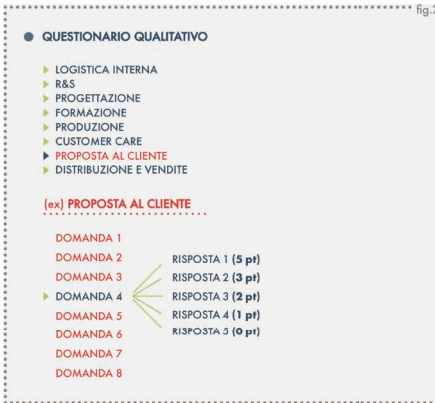 fig.2
QUESTIONARIO QUALITATIVO
LOGISTICA INTERNA
R&S
PROGETTAZIONE
FORMAZIONE
PRODUZIONE
CUSTOMER CARE
PROPOSTA AL CLIENTE
DISTRIBUZIONE E VENDITE
(ex) PROPOSTA AL CLIENTE
DOMANDA 1
DOMANDA 2
DOMANDA 3
DOMANDA 4
DOMANDA 5
DOMANDA 6
DOMANDA 7
DOMANDA 8
RISPOSTA 1 (5 pt)
RISPOSTA 2 (3 pt)
RISPOSTA 3 (2 pt)
RISPOSTA 4 (1 pt)
RISPOSTA 5 (0 pt)